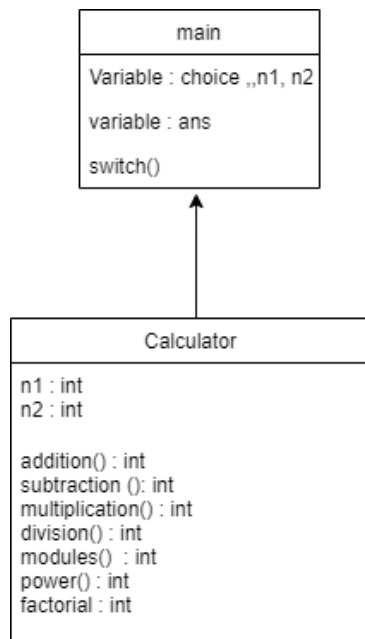 main
Variable : choice ,,n1, n2
variable : ans
switch()
Calculator
n1 : int
n2 : int
addition() : int
subtraction (): int
multiplication() : int
division() : int
modules()  : int
power() : int
factorial : int